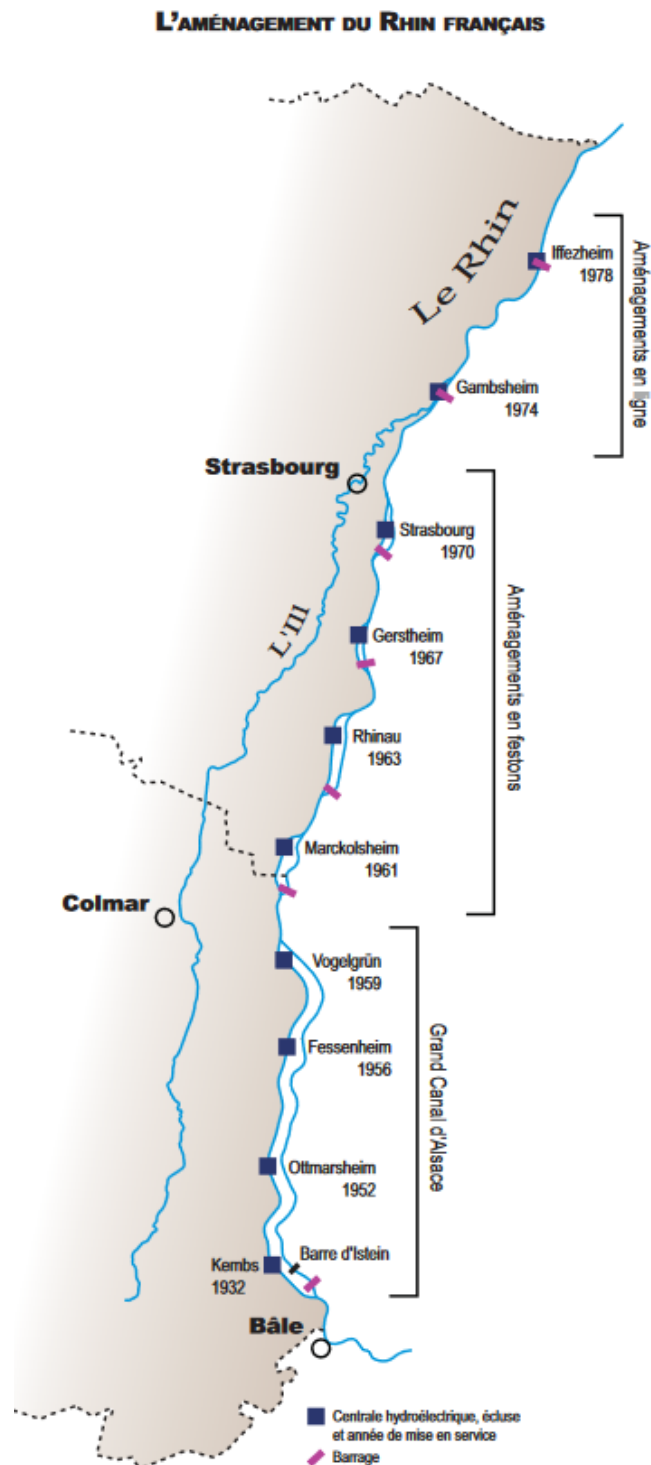 L'AMÉNAGEMENT DU RHIN FRANÇAIS
Le Rhin
Iffezheim
1978
Aménagements en ligne
Gambsheim
1974
Strasbourg
Strasbourg
1970
Aménagements en festons
L'Ill
Gerstheim
1967
Rhinau
1963
Marckolsheim
1961
Colmar
Vogelgrün
1959
Grand Canal d'Alsace
Fessenheim
1956
Ottmarsheim
1952
Barre d'Istein
Kembs
1932
Bâle
Centrale hydroélectrique, écluse
et année de mise en service
Barrage